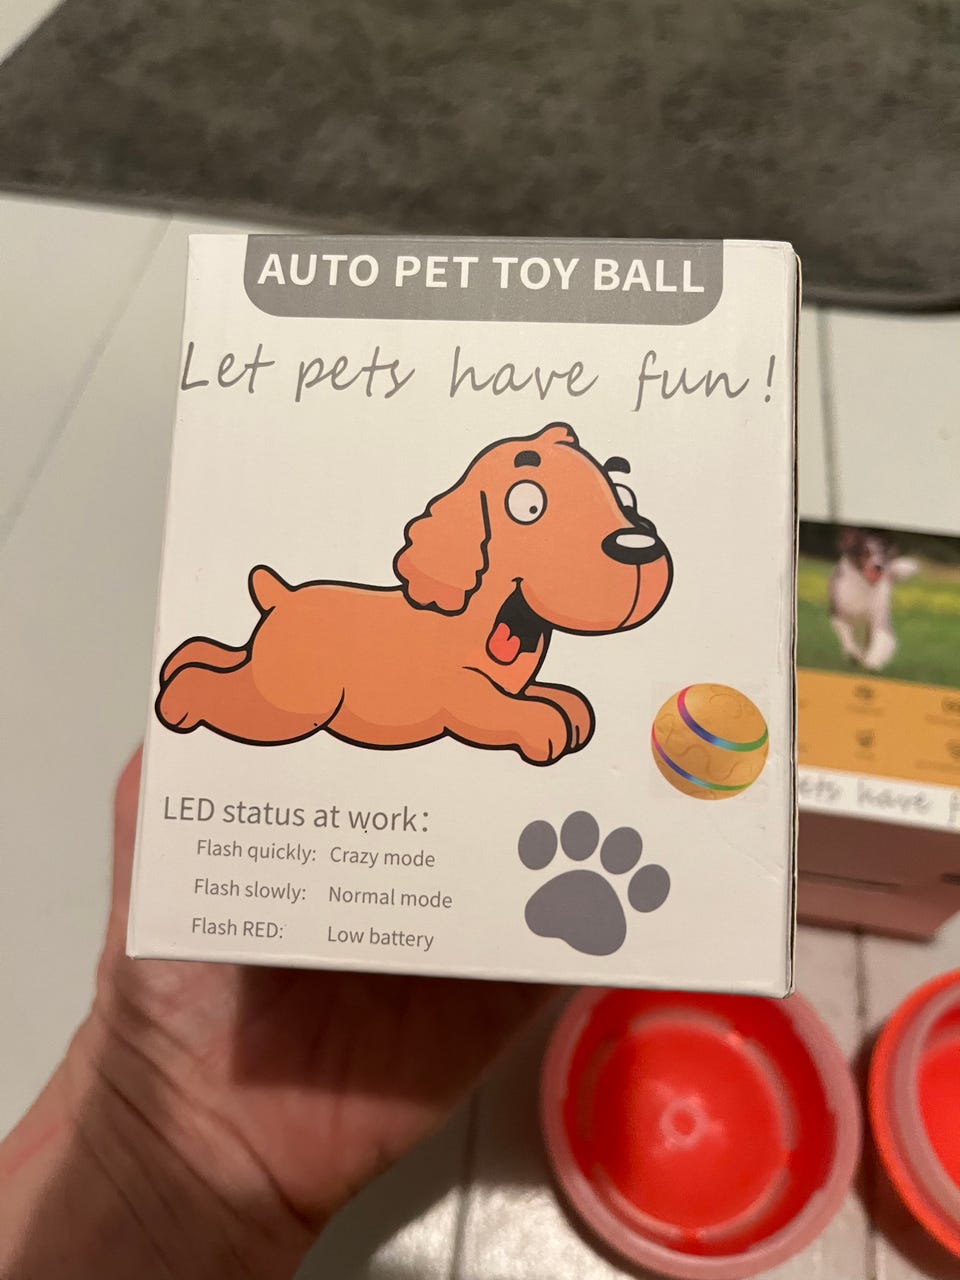 AUTO PET TOY BALL
Let pets have fun!
LED status at work:
Flash quickly: Crazy mode
Flash slowly: Normal mode
Flash RED: Low battery
have